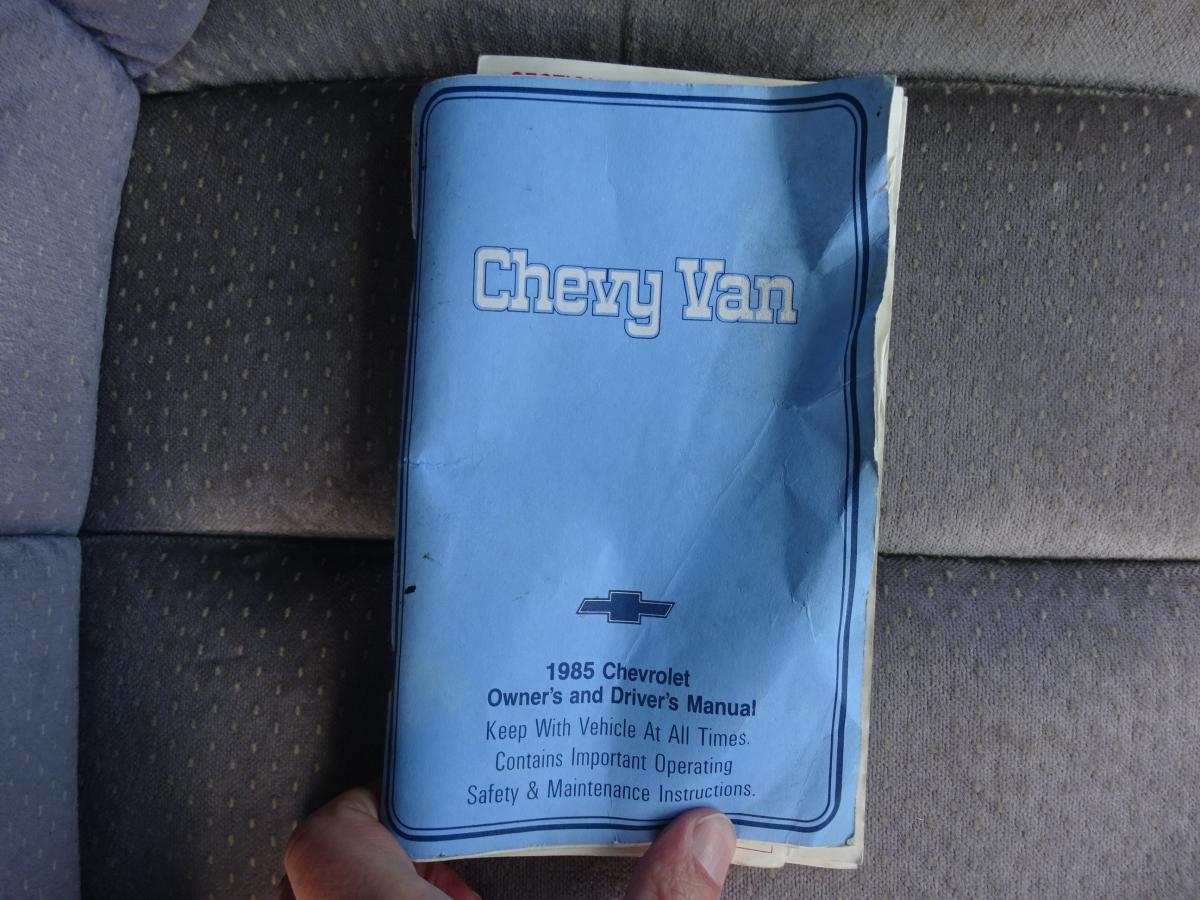 Chevy Van
1985 Chevrolet
Owner's and Driver's Manual
Keep With Vehicle At All Times.
Contains Important Operating
Safety & Maintenance Instructions.